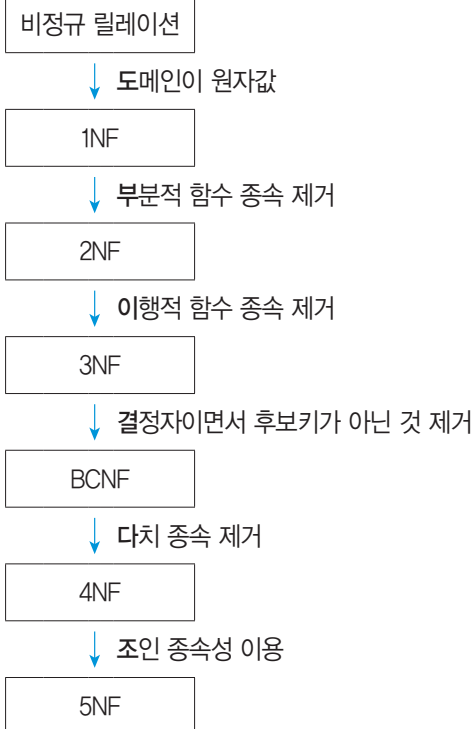 비정규 릴레이션
도메인이 원자값
1NF
부분적 함수 종속 제거
2NF
이행적 함수 종속 제거
3NF
결정자이면서 후보키가 아닌 것 제거
BCNF
다치 종속 제거
4NF
조인 종속성 이용
5NF